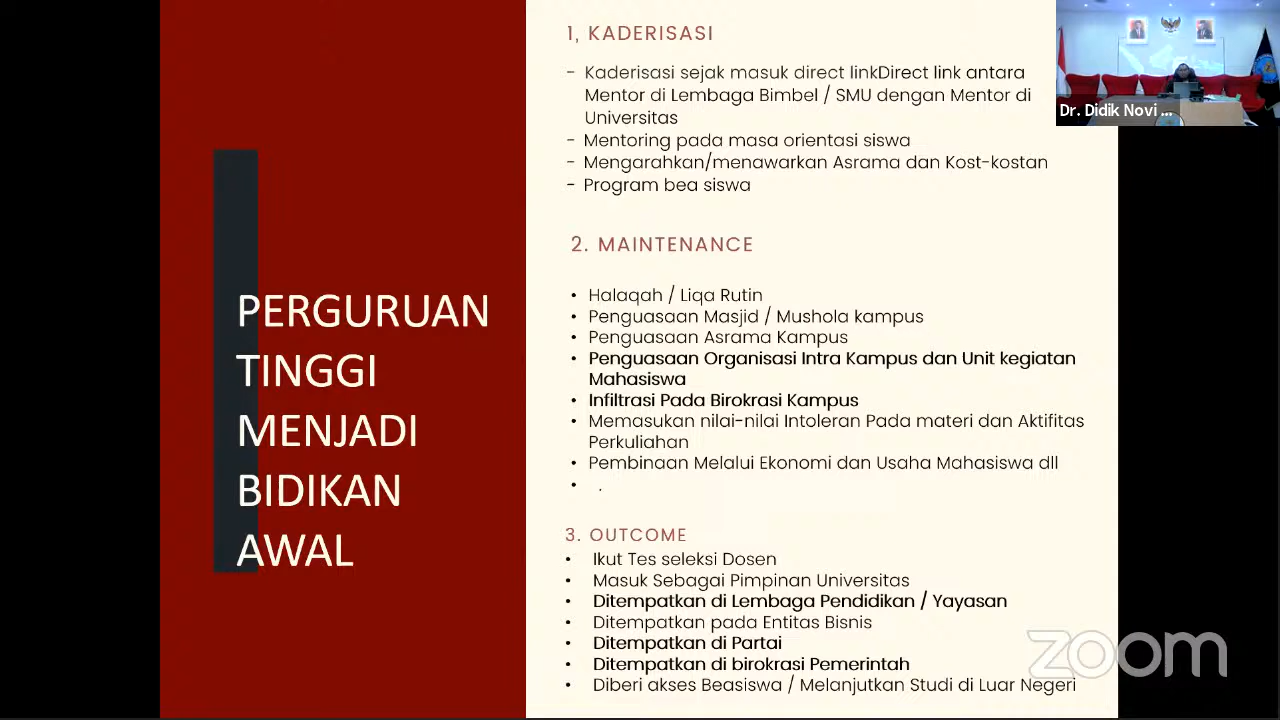 PERGURUAN
TINGGI
MENJADI
BIDIKAN
AWAL
1, KADERISASI
- Kaderisasi sejak masuk direct linkDirect link antara
Mentor di Lembaga Bimbel / SMU dengan Mentor di
Universitas
- Mentoring pada masa orientasi siswa
- Mengarahkan/menawarkan Asrama dan Kost-kostan
- Program bea siswa
2. MAINTENANCE
• Halaqah / Liqa Rutin
• Penguasaan Masjid / Mushola kampus
• Penguasaan Asrama Kampus
• Penguasaan Organisasi Intra Kampus dan Unit kegiatan
Mahasiswa
• Infiltrasi Pada Birokrasi Kampus
• Memasukan nilai-nilai Intoleran Pada materi dan Aktifitas
Perkuliahan
• Pembinaan Melalui Ekonomi dan Usaha Mahasiswa dll
• .
3. OUTCOME
• Ikut Tes seleksi Dosen
• Masuk Sebagai Pimpinan Universitas
• Ditempatkan di Lembaga Pendidikan / Yayasan
• Ditempatkan pada Entitas Bisnis
• Ditempatkan di Partai
• Ditempatkan di birokrasi Pemerintah
• Diberi akses Beasiswa / Melanjutkan Studi di Luar Negeri
Dr. Didik Novi ...
zoom